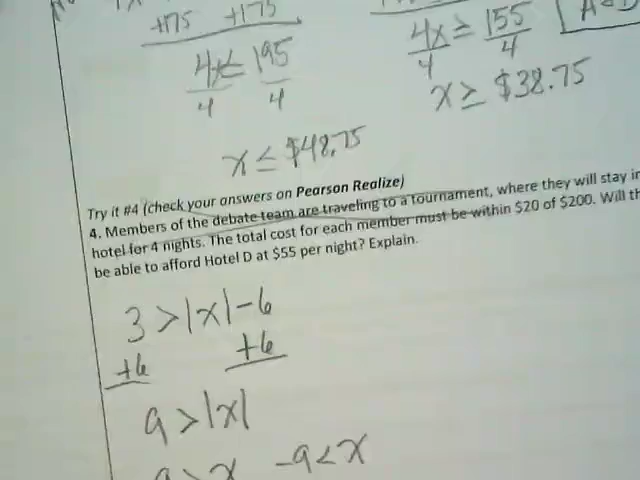 +175 +175
4x ≤ 195
4 4
x ≤ $48.75
4x ≥ 155
4 4
x ≥ $38.75
Try it #4 (check your answers on Pearson Realize)
4. Members of the debate team are traveling to a tournament, where they will stay in
hotel for 4 nights. The total cost for each member must be within $20 of $200. Will
be able to afford Hotel D at $55 per night? Explain.
3 > |x| - 6
+6 +6
9 > |x|
9 > x -9 < x